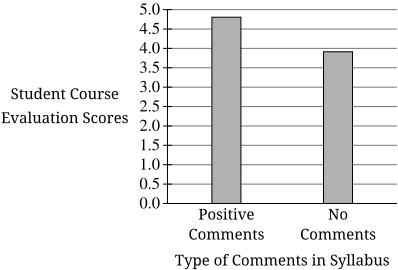 5.0
4.5
4.0
3.5
3.0
2.5
2.0
1.5
1.0
0.5
0.0
Student Course
Evaluation Scores
Positive
Comments
No
Comments
Type of Comments in Syllabus